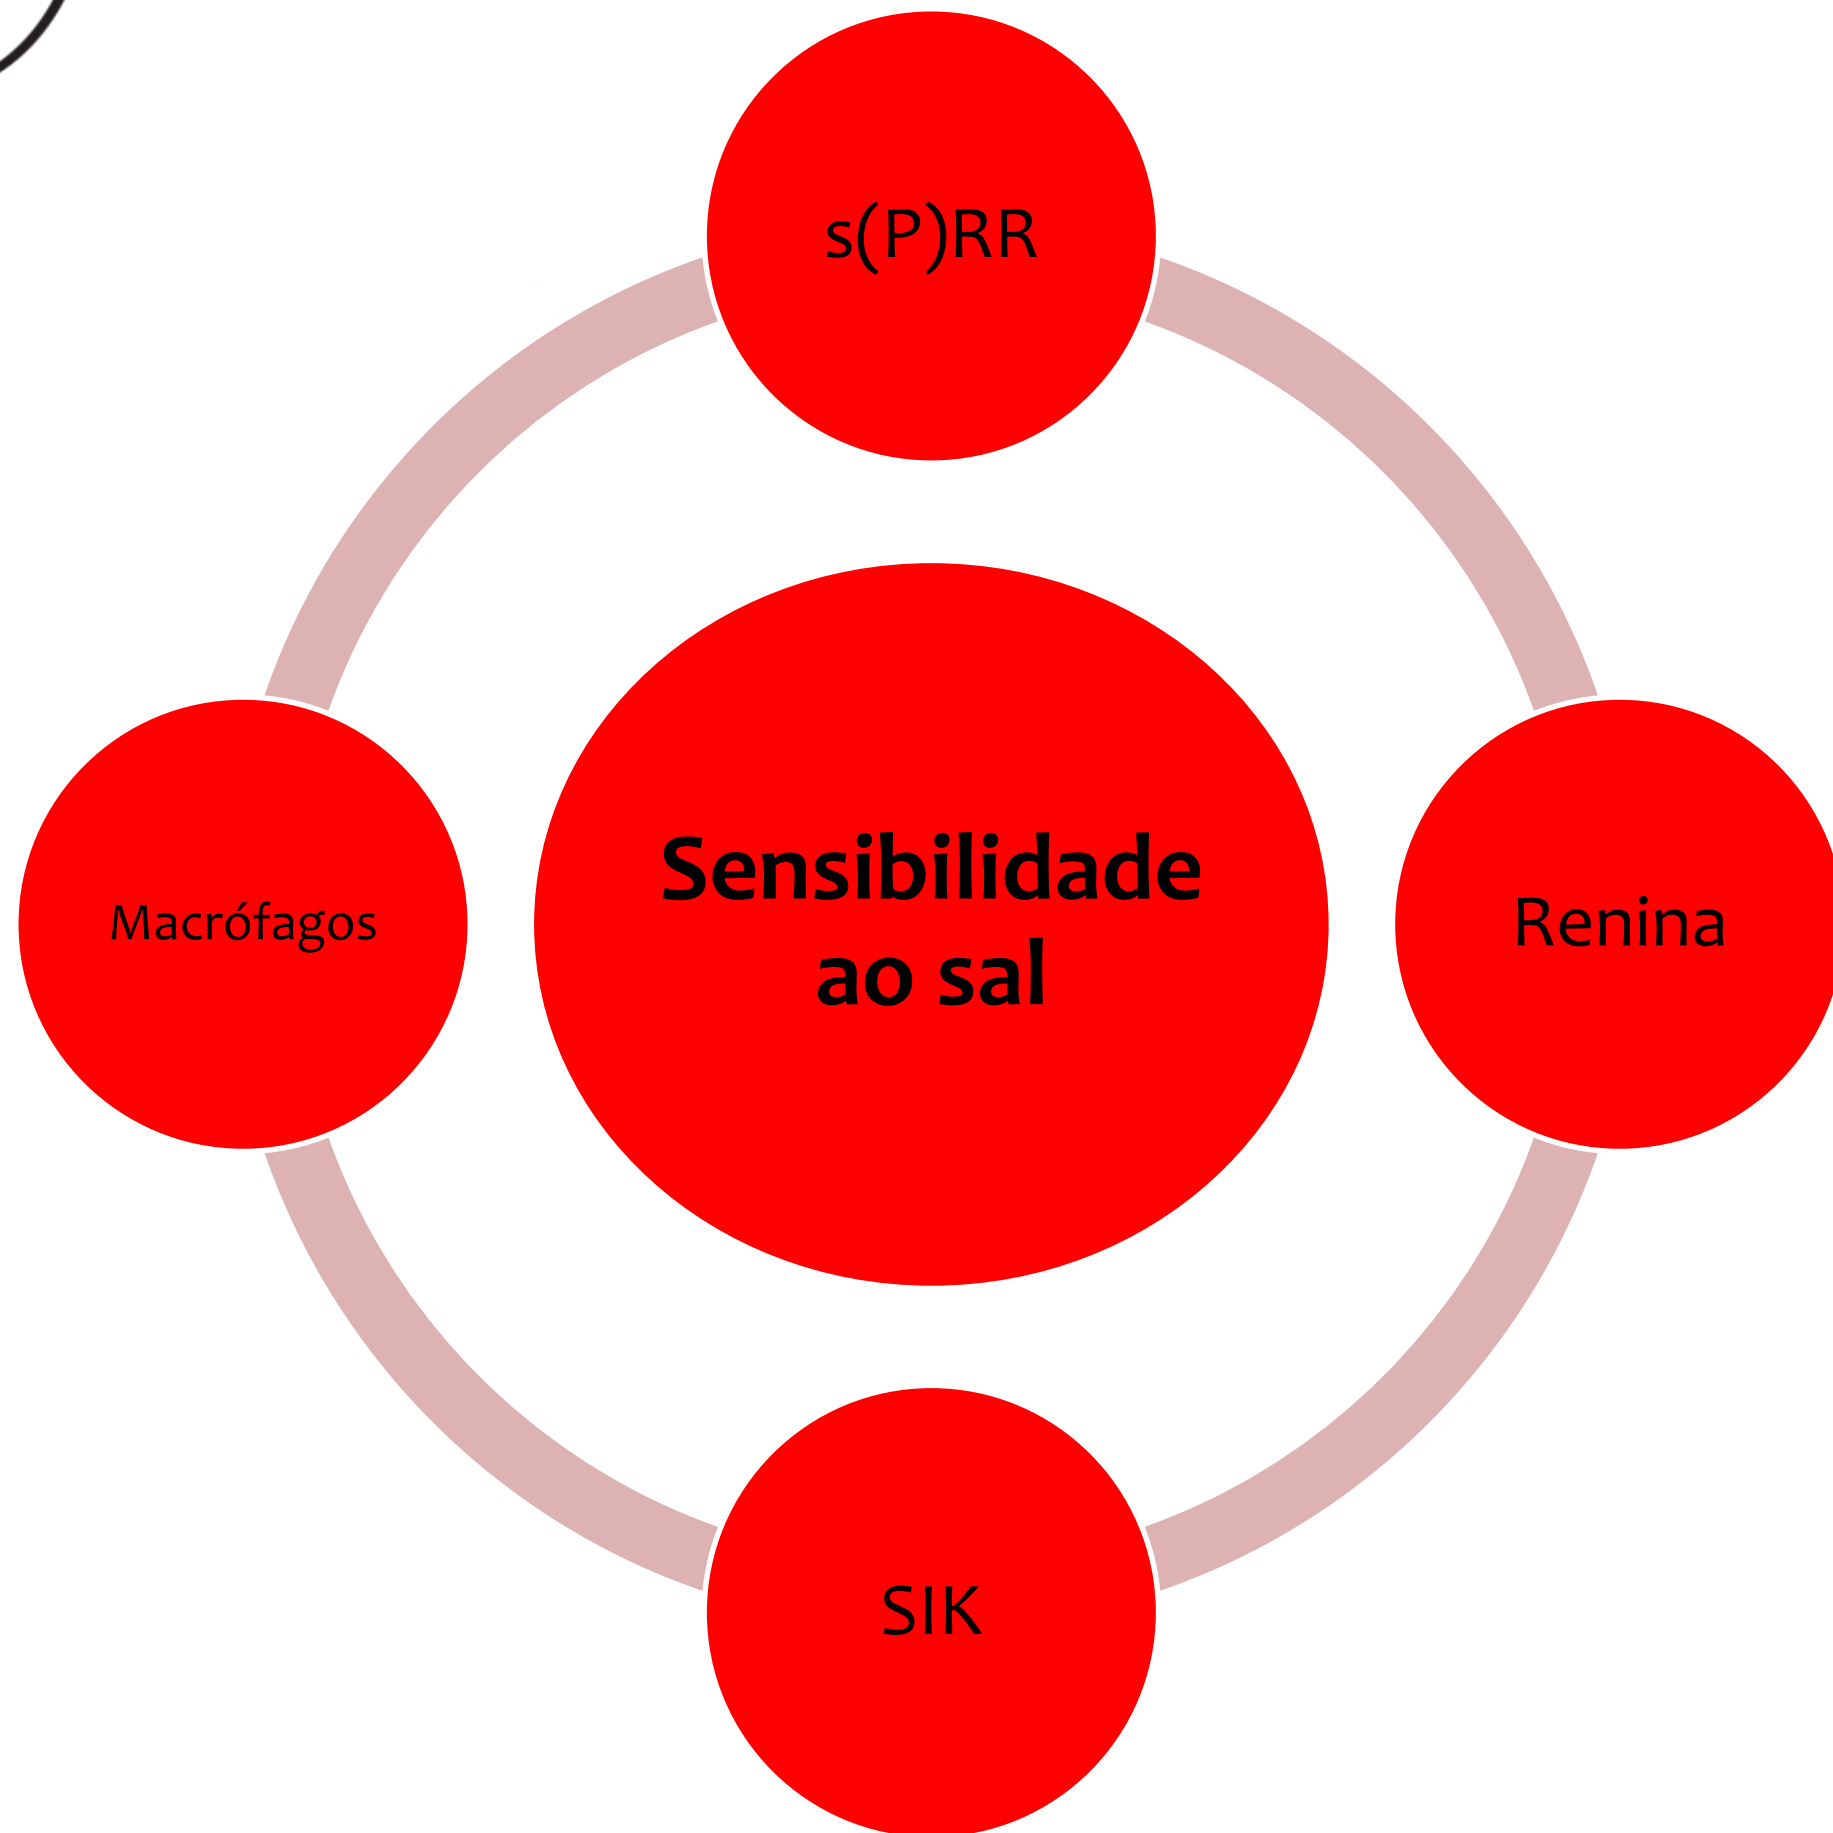 s(P)RR
Sensibilidade
ao sal
Macrófagos
Renina
SIK